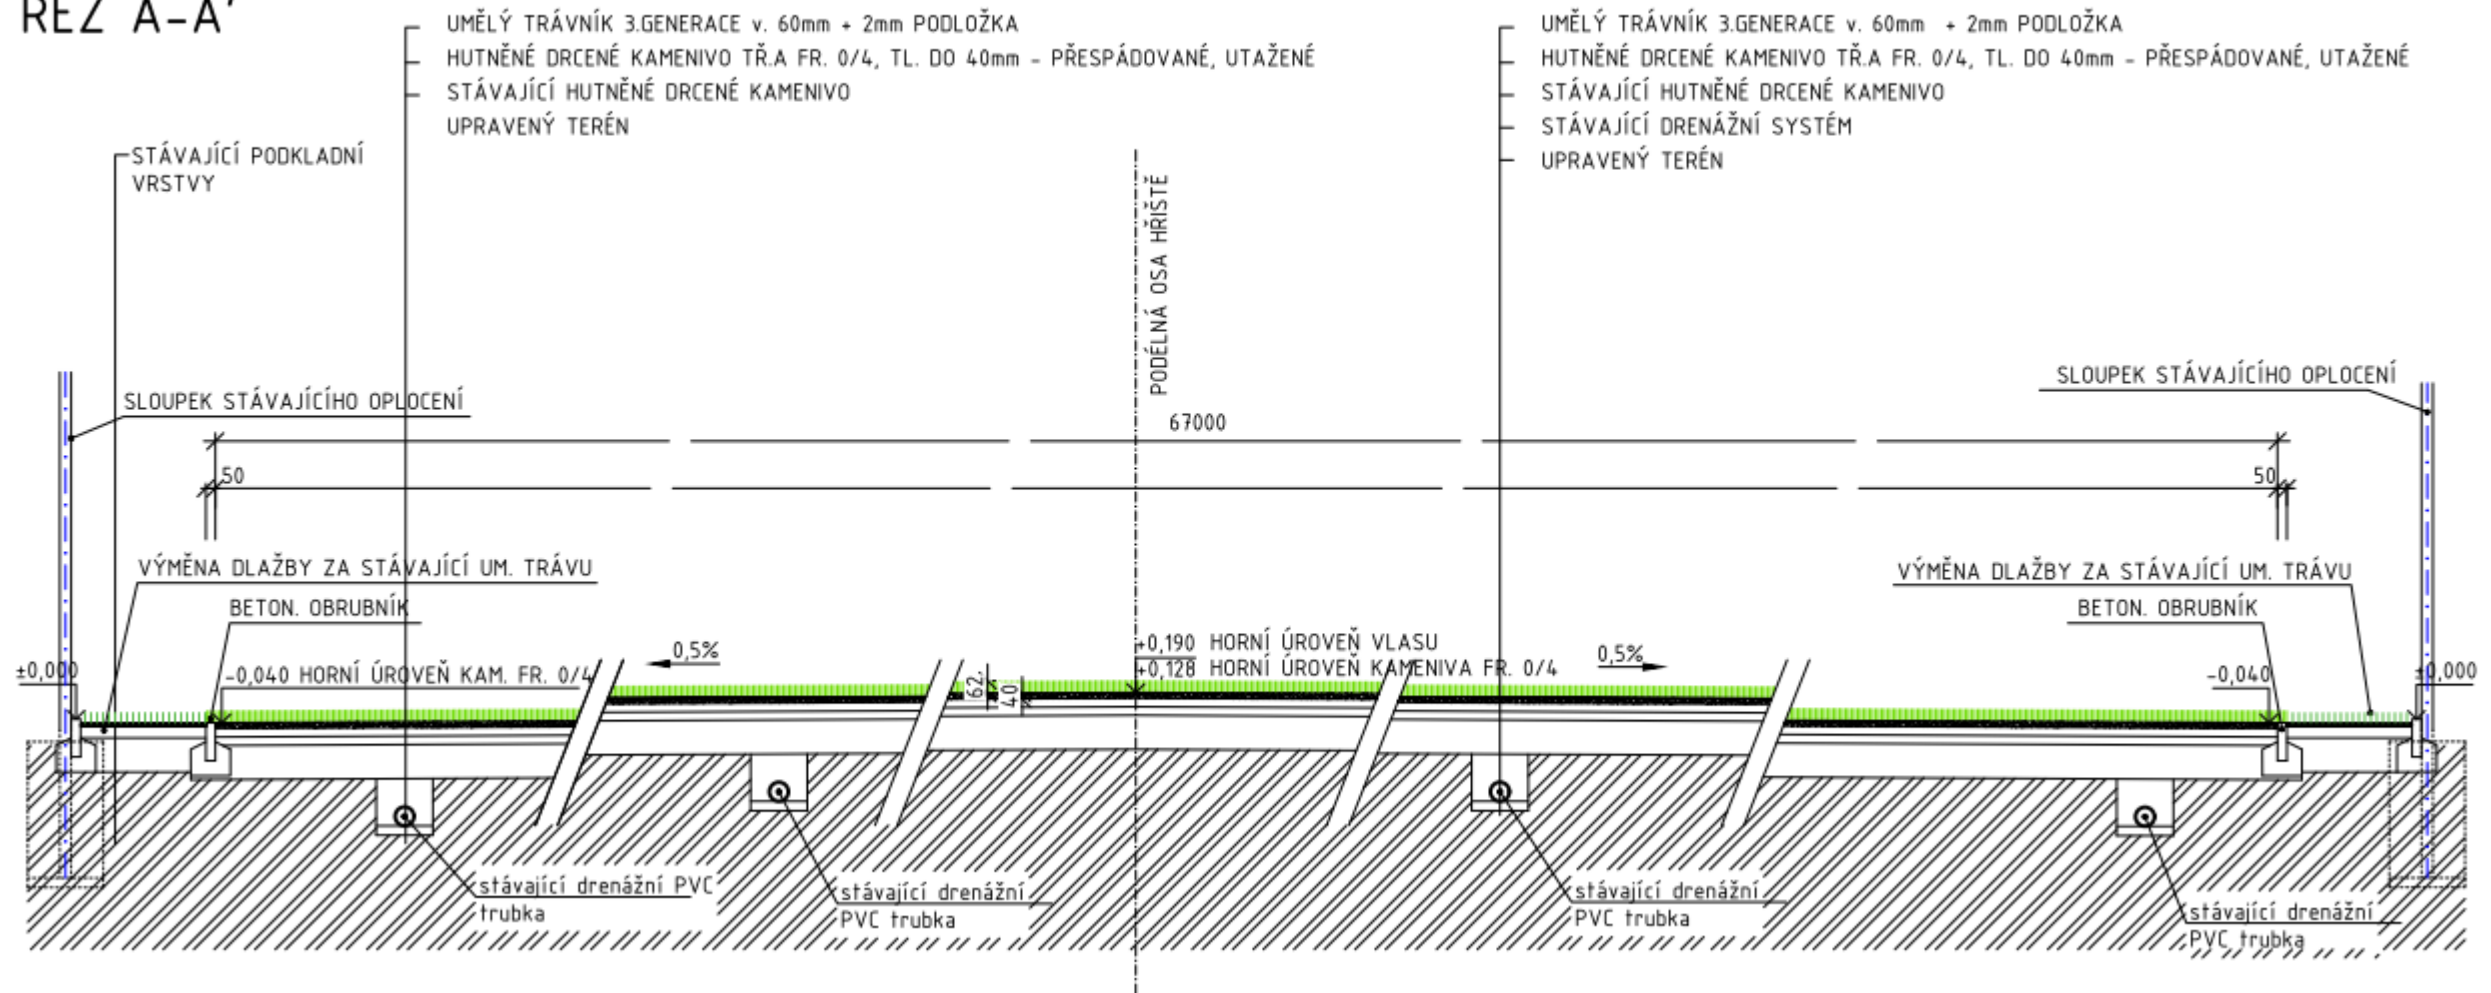 ŘEZ A-A'
UMĚLÝ TRÁVNÍK 3.GENERACE v. 60mm + 2mm PODLOŽKA
HUTNĚNÉ DRCENÉ KAMENIVO TŘ.A FR. 0/4, TL. DO 40mm - PŘESPÁDOVANÉ, UTAŽENÉ
STÁVAJÍCÍ HUTNĚNÉ DRCENÉ KAMENIVO
UPRAVENÝ TERÉN
UMĚLÝ TRÁVNÍK 3.GENERACE v. 60mm + 2mm PODLOŽKA
HUTNĚNÉ DRCENÉ KAMENIVO TŘ.A FR. 0/4, TL. DO 40mm - PŘESPÁDOVANÉ, UTAŽENÉ
STÁVAJÍCÍ HUTNĚNÉ DRCENÉ KAMENIVO
STÁVAJÍCÍ DRENÁŽNÍ SYSTÉM
UPRAVENÝ TERÉN
STÁVAJÍCÍ PODKLADNÍ
VRSTVY
PODÉLNÁ OSA HŘIŠTĚ
SLOUPEK STÁVAJÍCÍHO OPLOCENÍ
SLOUPEK STÁVAJÍCÍHO OPLOCENÍ
67000
50
50
VÝMĚNA DLAŽBY ZA STÁVAJÍCÍ UM. TRÁVU
VÝMĚNA DLAŽBY ZA STÁVAJÍCÍ UM. TRÁVU
BETON. OBRUBNÍK
BETON. OBRUBNÍK
±0,000
-0,040 HORNÍ ÚROVEŇ KAM. FR. 0/4
0,5%
+0,190 HORNÍ ÚROVEŇ VLASU
+0,128 HORNÍ ÚROVEŇ KAMENIVA FR. 0/4
0,5%
-0,040
±0,000
62
40
stávající drenážní PVC
trubka
stávající drenážní
PVC trubka
stávající drenážní
PVC trubka
stávající drenážní
PVC trubka